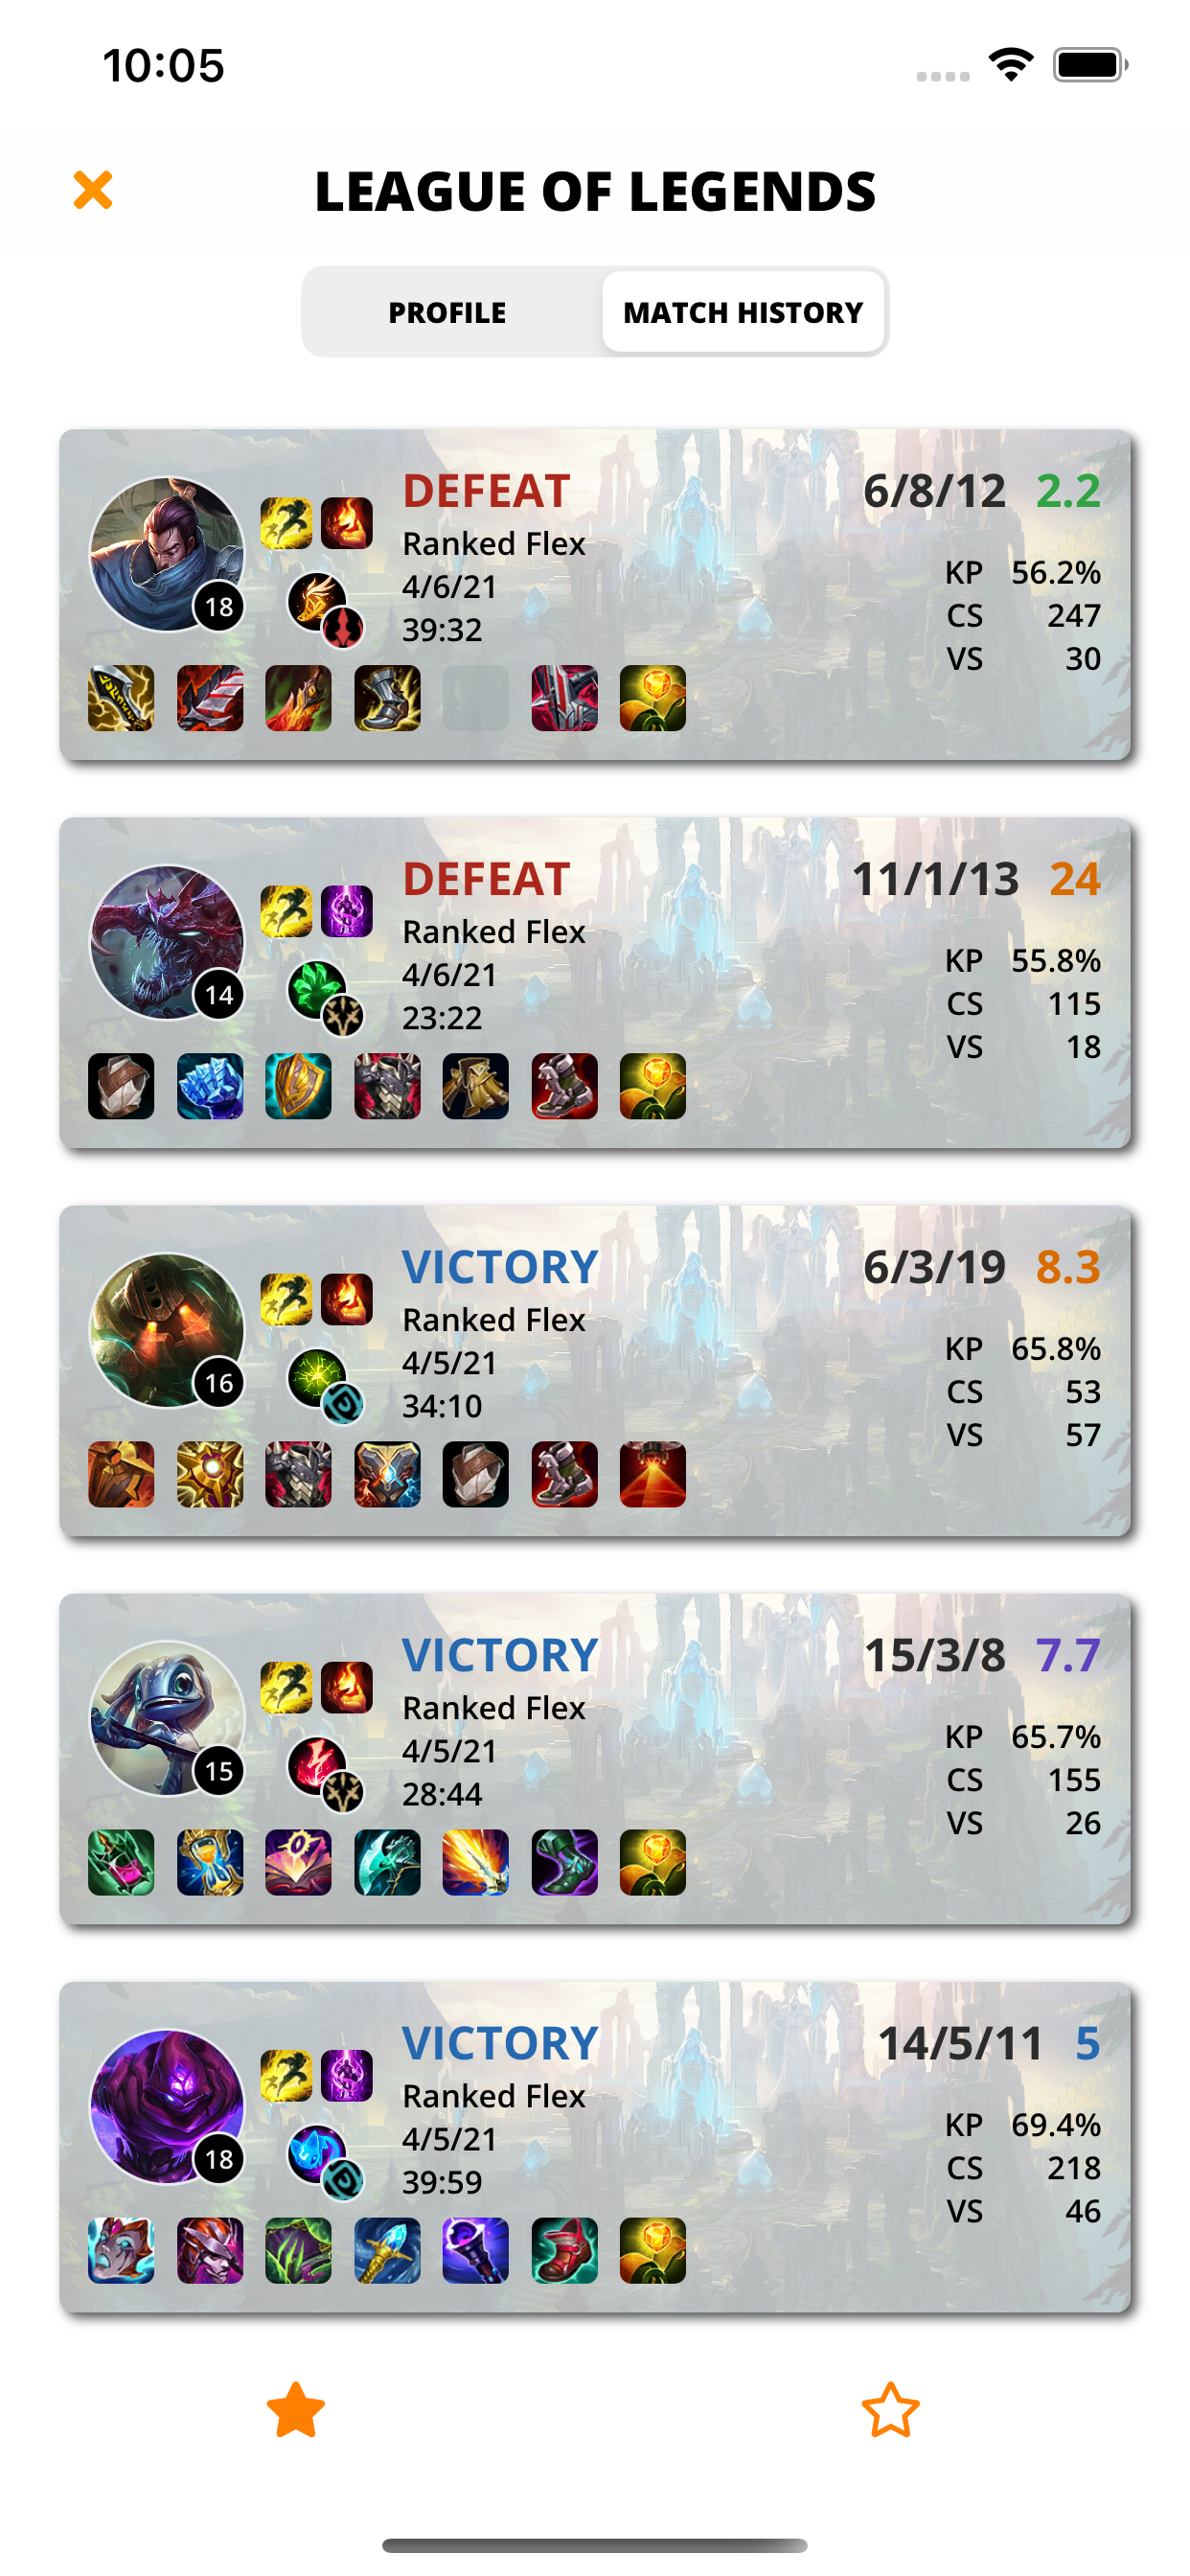 10:05
LEAGUE OF LEGENDS
PROFILE MATCH HISTORY
DEFEAT 6/8/12 2.2
Ranked Flex
4/6/21
39:32
KP 56.2%
CS 247
VS 30
18
DEFEAT 11/1/13 24
Ranked Flex
4/6/21
23:22
KP 55.8%
CS 115
VS 18
14
VICTORY 6/3/19 8.3
Ranked Flex
4/5/21
34:10
KP 65.8%
CS 53
VS 57
16
VICTORY 15/3/8 7.7
Ranked Flex
4/5/21
28:44
KP 65.7%
CS 155
VS 26
15
VICTORY 14/5/11 5
Ranked Flex
4/5/21
39:59
KP 69.4%
CS 218
VS 46
18